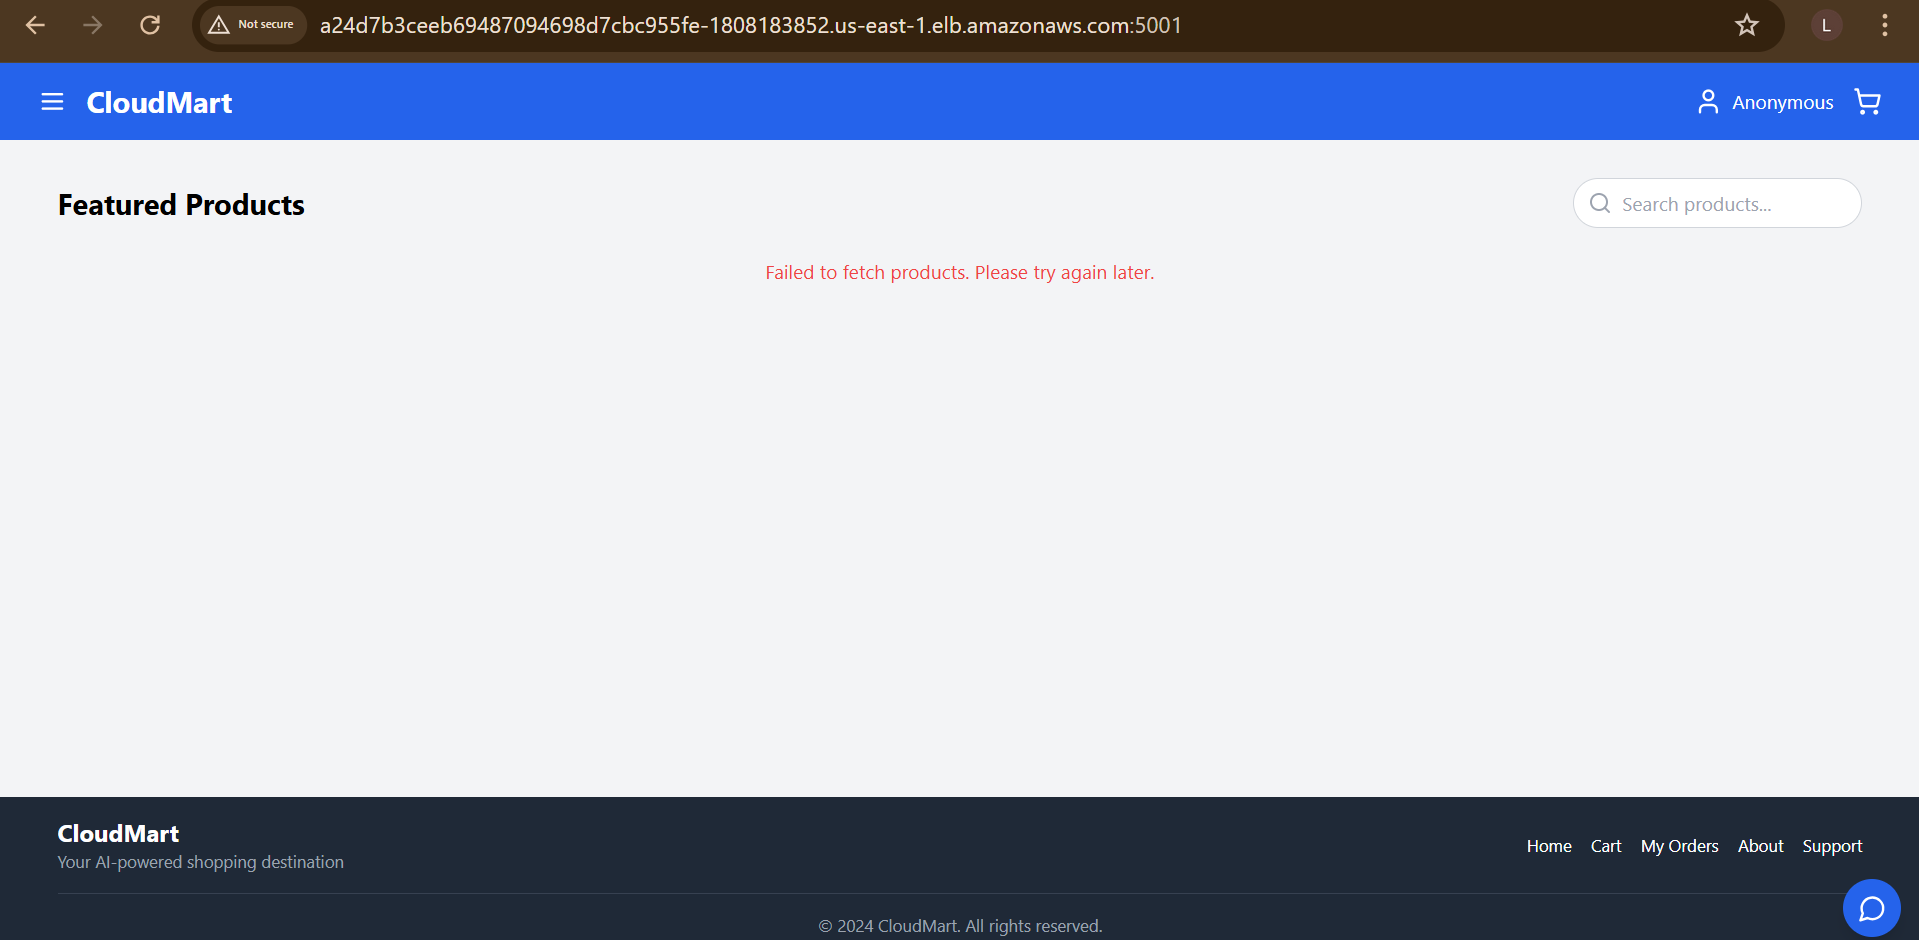 Not secure
a24d7b3ceeb69487094698d7cbc955fe-1808183852.us-east-1.elb.amazonaws.com:5001
L
CloudMart
Anonymous
Featured Products
Search products...
Failed to fetch products. Please try again later.
CloudMart
Your AI-powered shopping destination
Home Cart My Orders About Support
© 2024 CloudMart. All rights reserved.